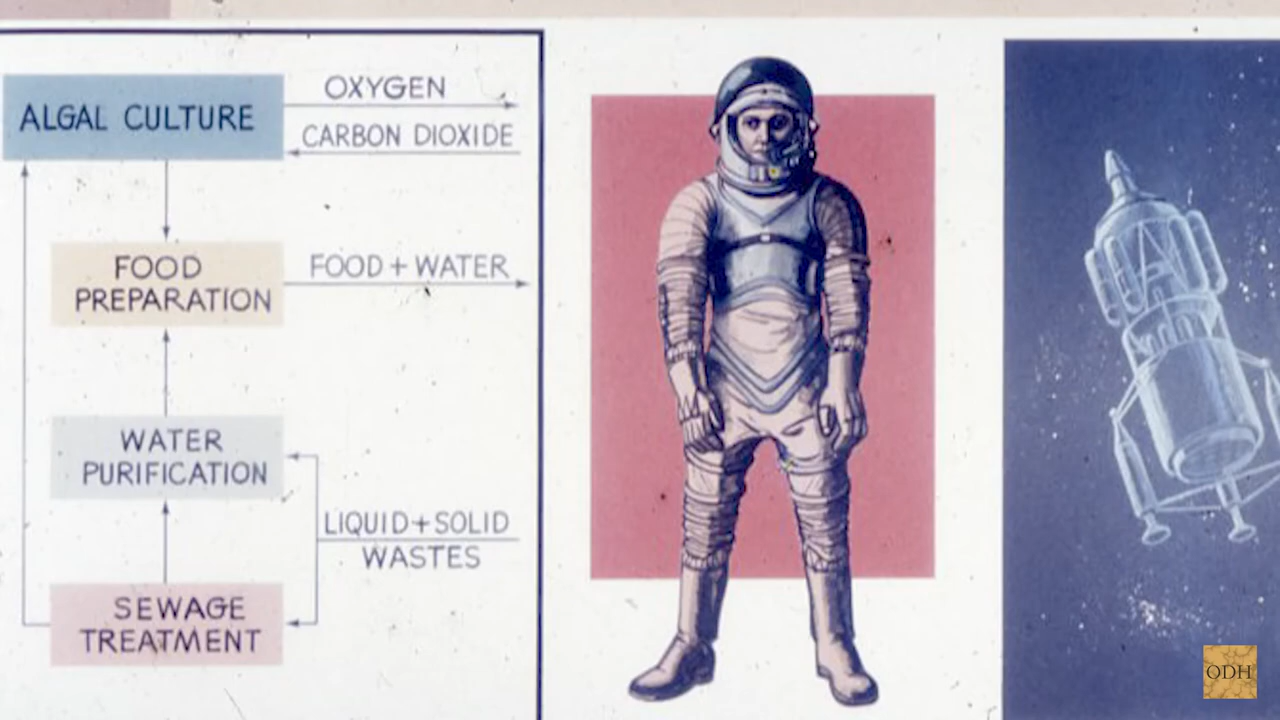 ALGAL CULTURE
OXYGEN
CARBON DIOXIDE
FOOD
PREPARATION
FOOD + WATER
WATER
PURIFICATION
LIQUID + SOLID
WASTES
SEWAGE
TREATMENT
ODH